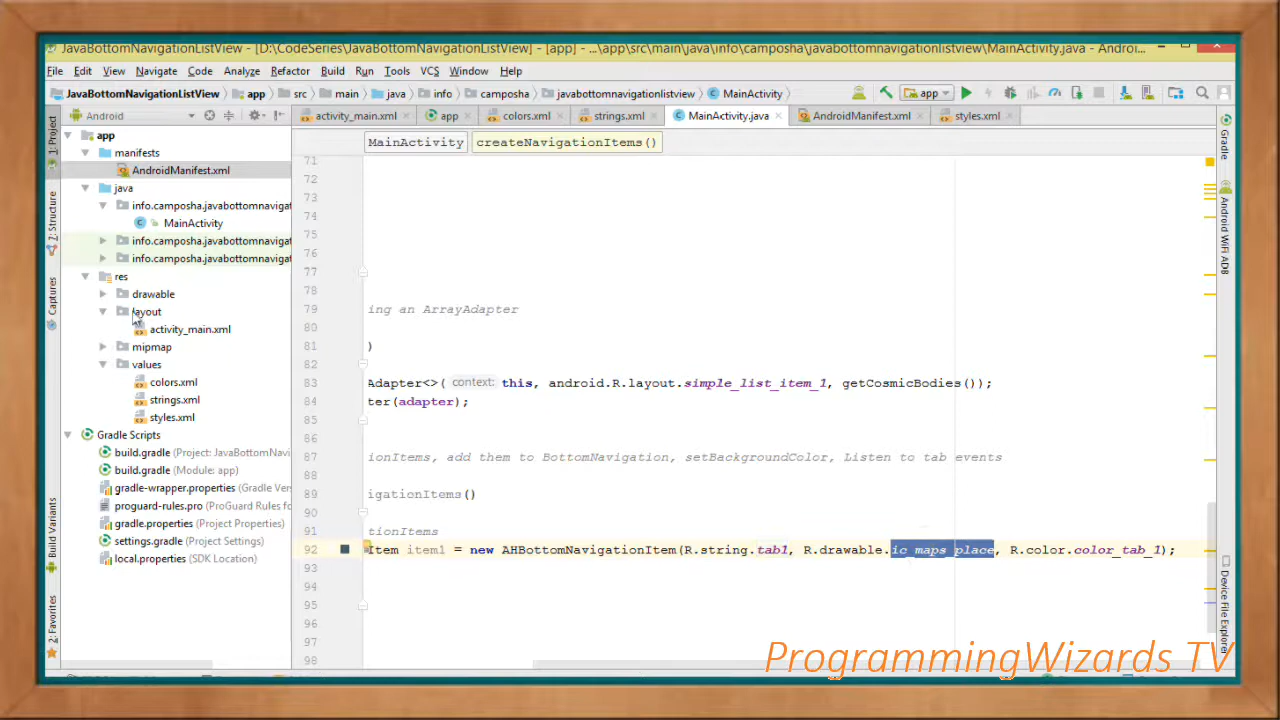 JavaBottomNavigationListView - [D:\CodeSeries\JavaBottomNavigationListView] - [app] - ...\app\src\main\java\info\camposha\javabottomnavigationlistview\MainActivity.java - Android...
File Edit View Navigate Code Analyze Refactor Build Run Tools VCS Window Help
JavaBottomNavigationListView app src main java info camposha javabottomnavigationlistview MainActivity app
Android activity_main.xml app colors.xml strings.xml MainActivity.java AndroidManifest.xml styles.xml
MainActivity createNavigationItems()
1: Project
7: Structure
Captures
Build Variants
2: Favorites
app
manifests
AndroidManifest.xml
java
info.camposha.javabottomnavigat
MainActivity
info.camposha.javabottomnavigat
info.camposha.javabottomnavigat
res
drawable
layout
activity_main.xml
mipmap
values
colors.xml
strings.xml
styles.xml
Gradle Scripts
build.gradle (Project: JavaBottomNavi
build.gradle (Module: app)
gradle-wrapper.properties (Gradle Ver
proguard-rules.pro (ProGuard Rules fo
gradle.properties (Project Properties)
settings.gradle (Project Settings)
local.properties (SDK Location)
71
72
73
74
75
76
77
78
79 ing an ArrayAdapter
80
81 )
82
83 Adapter<>( context: this, android.R.layout.simple_list_item_1, getCosmicBodies());
84 ter(adapter);
85
86
87 ionItems, add them to BottomNavigation, setBackgroundColor, Listen to tab events
88
89 igationItems()
90
91 tionItems
92 Item item1 = new AHBottomNavigationItem(R.string.tab1, R.drawable.ic_maps_place, R.color.color_tab_1);
93
94
95
96
97
98
Gradle
Android WiFi ADB
Device File Explorer
ProgrammingWizards TV